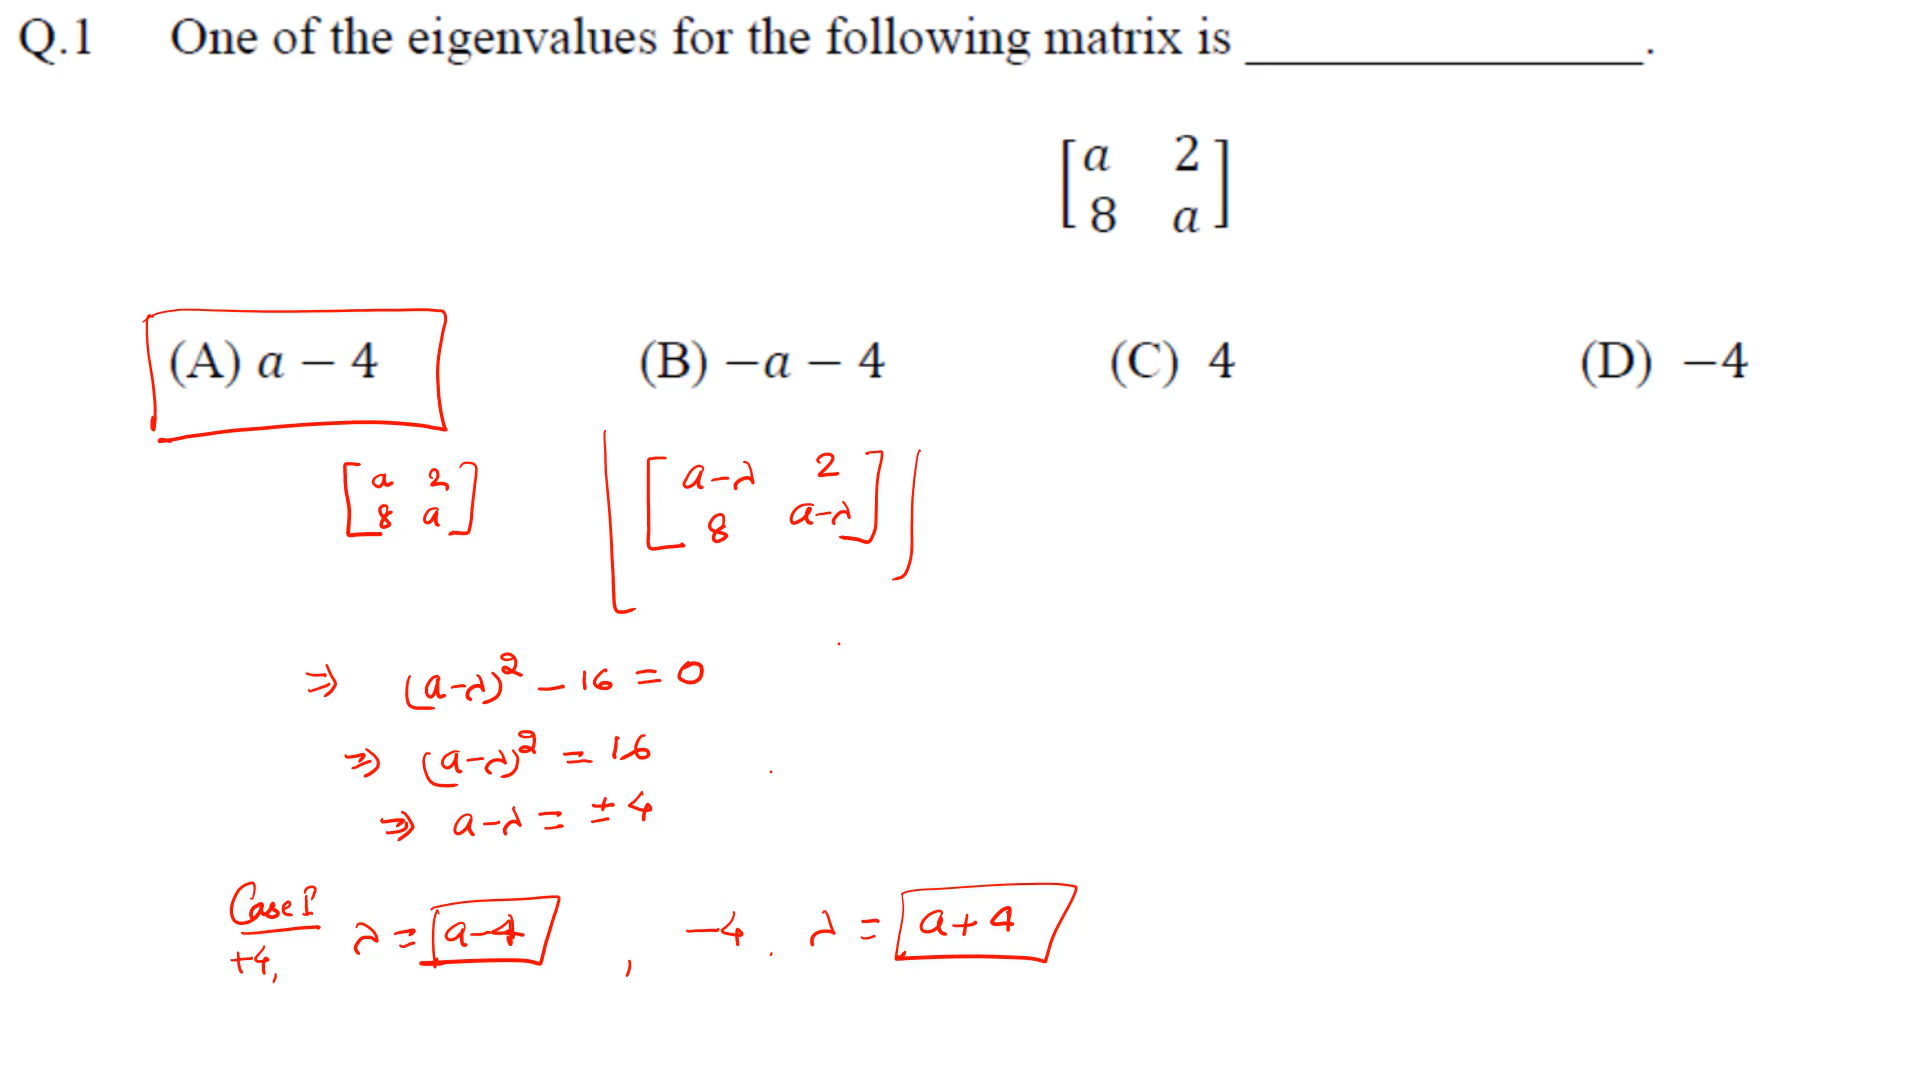 Q.1 One of the eigenvalues for the following matrix is ________________.
[a 2
8 a]
(A) a − 4 (B) −a − 4 (C) 4 (D) −4
[a 2
8 a]
[a-λ 2
8 a-λ]
⇒ (a-λ)² - 16 = 0
⇒ (a-λ)² = 16
⇒ a-λ = ±4
Case I
+4, λ = a-4 , -4. λ = a+4